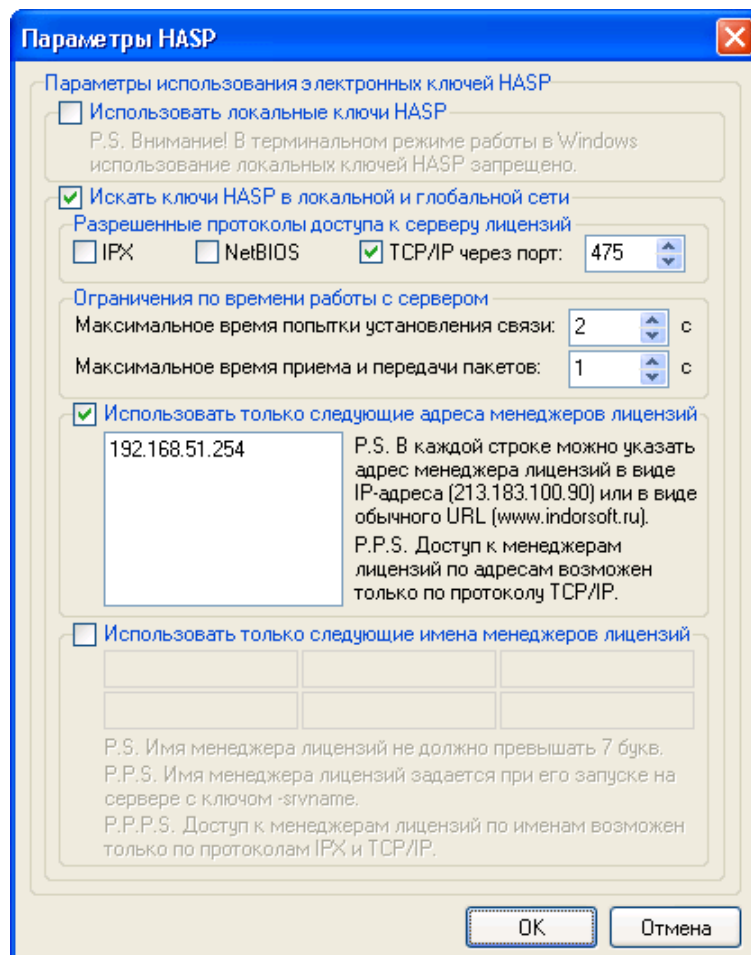 Параметры HASP
Параметры использования электронных ключей HASP
Использовать локальные ключи HASP
P.S. Внимание! В терминальном режиме работы в Windows
использование локальных ключей HASP запрещено.
Искать ключи HASP в локальной и глобальной сети
Разрешенные протоколы доступа к серверу лицензий
IPX NetBIOS TCP/IP через порт: 475
Ограничения по времени работы с сервером
Максимальное время попытки установления связи: 2 с
Максимальное время приема и передачи пакетов: 1 с
Использовать только следующие адреса менеджеров лицензий
192.168.51.254
P.S. В каждой строке можно указать
адрес менеджера лицензий в виде
IP-адреса (213.183.100.90) или в виде
обычного URL (www.indorsoft.ru).
P.P.S. Доступ к менеджерам
лицензий по адресам возможен
только по протоколу TCP/IP.
Использовать только следующие имена менеджеров лицензий
P.S. Имя менеджера лицензий не должно превышать 7 букв.
P.P.S. Имя менеджера лицензий задается при его запуске на
сервере с ключом -srvname.
P.P.P.S. Доступ к менеджерам лицензий по именам возможен
только по протоколам IPX и TCP/IP.
OK Отмена